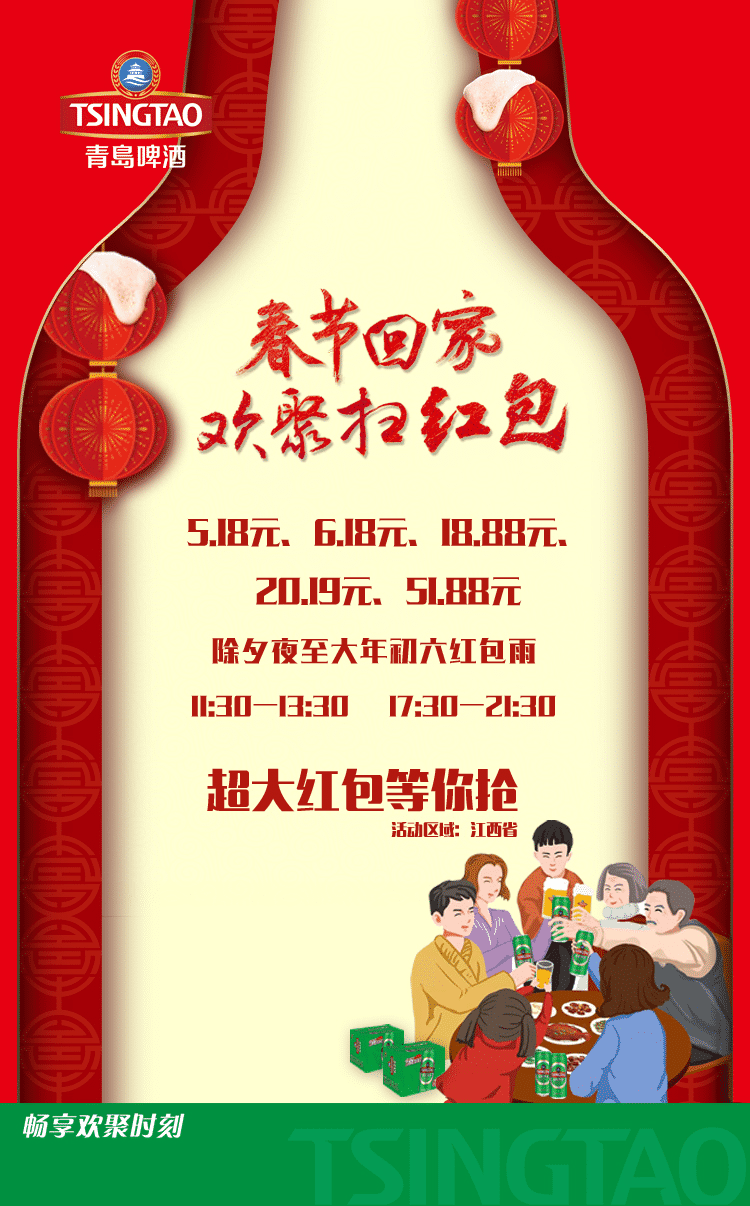 TSINGTAO
青島啤酒
春节回家
欢聚扫红包
5.18元、6.18元、18.88元、
20.19元、51.88元
除夕夜至大年初六红包雨
11:30—13:30 17:30—21:30
超大红包等你抢
活动区域：江西省
畅享欢聚时刻
TSINGTAO